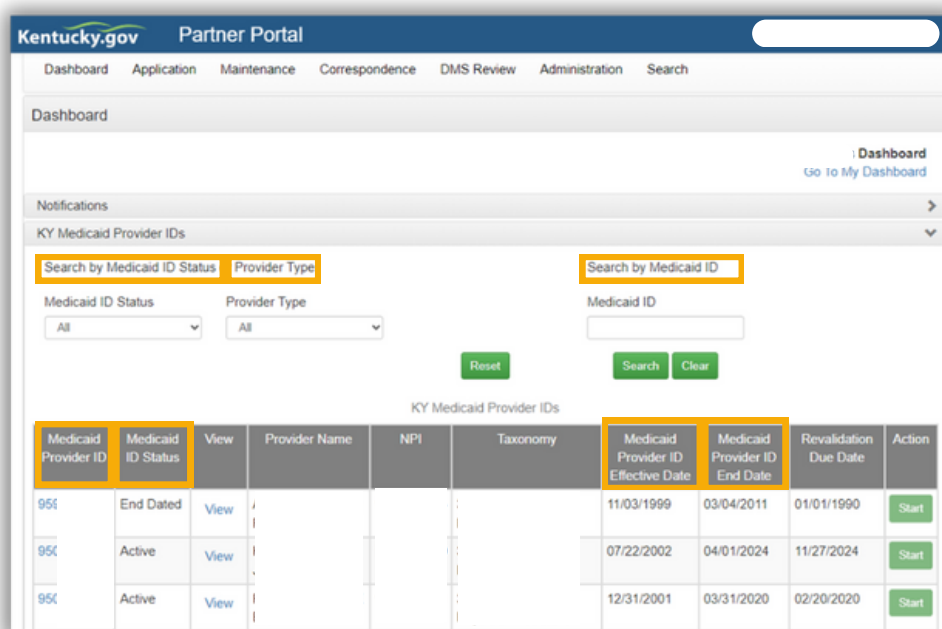 Kentucky.gov Partner Portal
Dashboard Application Maintenance Correspondence DMS Review Administration Search
Dashboard
Dashboard
Go To My Dashboard
Notifications
KY Medicaid Provider IDs
Search by Medicaid ID Status Provider Type Search by Medicaid ID
Medicaid ID Status Provider Type Medicaid ID
All All
Reset Search Clear
KY Medicaid Provider IDs
Medicaid Medicaid View Provider Name NPI Taxonomy Medicaid Medicaid Revalidation Action
Provider ID ID Status Provider ID Provider ID Due Date
Effective Date End Date
959 End Dated View 11/03/1999 03/04/2011 01/01/1990 Start
950 Active View 07/22/2002 04/01/2024 11/27/2024 Start
950 Active View 12/31/2001 03/31/2020 02/20/2020 Start